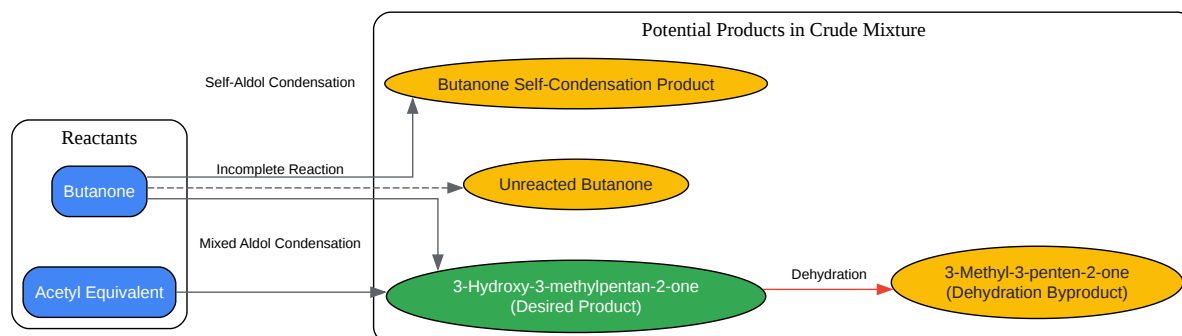 Potential Products in Crude Mixture
Self-Aldol Condensation
Butanone Self-Condensation Product
Reactants
Butanone
Incomplete Reaction
Unreacted Butanone
Mixed Aldol Condensation
Acetyl Equivalent
3-Hydroxy-3-methylpentan-2-one
(Desired Product)
Dehydration
3-Methyl-3-penten-2-one
(Dehydration Byproduct)